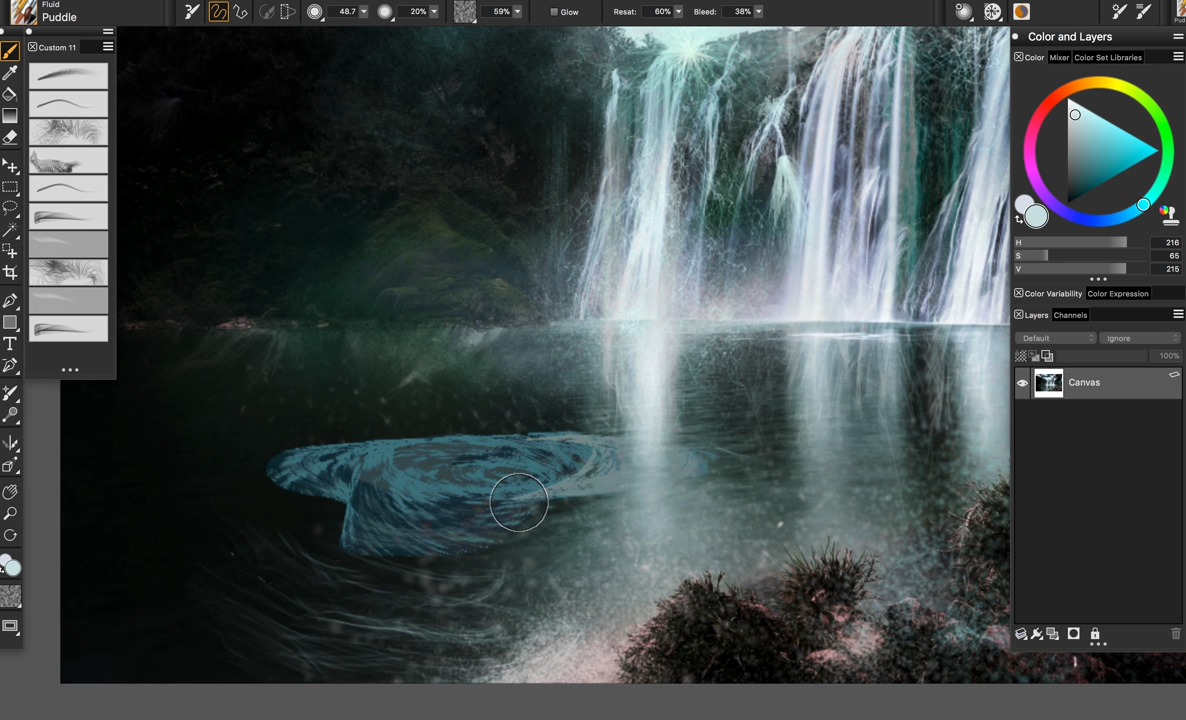 Fluid
Puddle
48.7
20%
59%
Glow
Resat: 60%
Bleed: 38%
Custom 11
Color and Layers
Color Mixer Color Set Libraries
H 216
S 65
V 215
Color Variability Color Expression
Layers Channels
Default Ignore
100%
Canvas
T